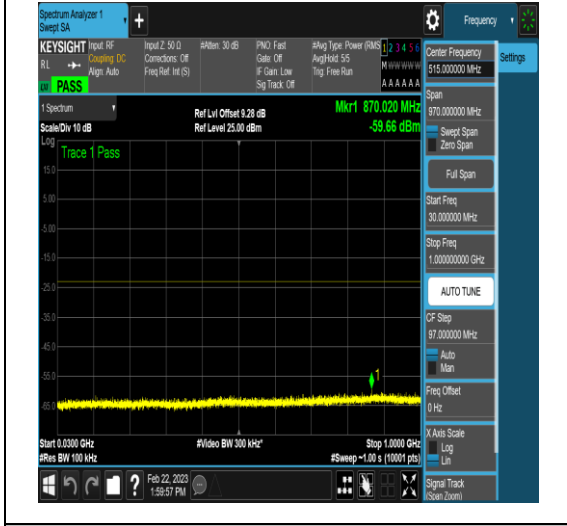 Spectrum Analyzer 1
Swept SA
+
Frequency
KEYSIGHT
Input: RF
Input Z: 50 Ω
#Atten: 30 dB
PNO: Fast
#Avg Type: Power (RMS
1 2 3 4 5 6
RL
Coupling: DC
Corrections: Off
Gate: Off
Avg|Hold: 5/5
M W W W W W
Align: Auto
Freq Ref: Int (S)
IF Gain: Low
Trig: Free Run
Sig Track: Off
A A A A A A
PASS
1 Spectrum
Ref Lvl Offset 9.28 dB
Mkr1 870.020 MHz
Scale/Div 10 dB
Ref Level 25.00 dBm
-59.66 dBm
Log
Trace 1 Pass
15.0
5.00
-5.00
-15.0
-25.0
-35.0
-45.0
-55.0
-65.0
1
Start 0.0300 GHz
#Video BW 300 kHz*
Stop 1.0000 GHz
#Res BW 100 kHz
#Sweep ~1.00 s (10001 pts)
Feb 22, 2023
1:59:57 PM
?
Center Frequency
515.000000 MHz
Settings
Span
970.000000 MHz
Swept Span
Zero Span
Full Span
Start Freq
30.000000 MHz
Stop Freq
1.000000000 GHz
AUTO TUNE
CF Step
97.000000 MHz
Auto
Man
Freq Offset
0 Hz
X Axis Scale
Log
Lin
Signal Track
(Span Zoom)